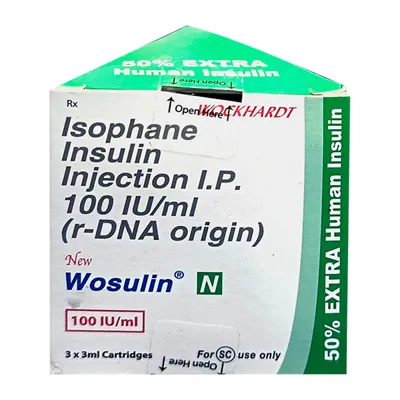 50% EXTRA
Human Insulin
Rx
WOCKHARDT
↑ Open Here ↑
Isophane
Insulin
Injection I.P.
100 IU/ml
(r-DNA origin)
New
Wosulin® N
100 IU/ml
3 x 3ml Cartridges
For SC use only
↑ Open Here ↑
50% EXTRA Human Insulin